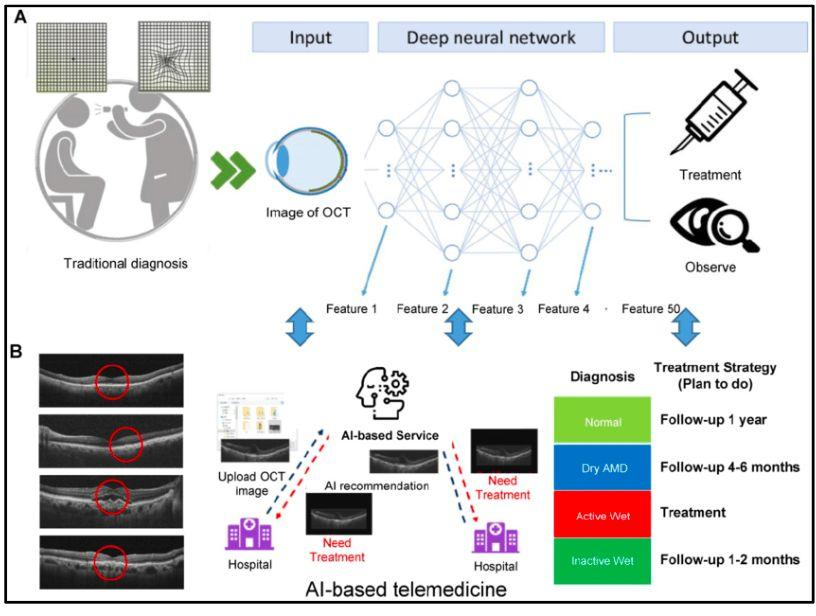 A
Input
Deep neural network
Output
Traditional diagnosis
Image of OCT
Treatment
Observe
Feature 1
Feature 2
Feature 3
Feature 4
·
Feature 50
B
Upload OCT
image
AI-based Service
AI recommendation
Need
Treatment
Need
Treatment
Hospital
Hospital
AI-based telemedicine
Diagnosis
Treatment Strategy
(Plan to do)
Normal
Follow-up 1 year
Dry AMD
Follow-up 4-6 months
Active Wet
Treatment
Inactive Wet
Follow-up 1-2 months